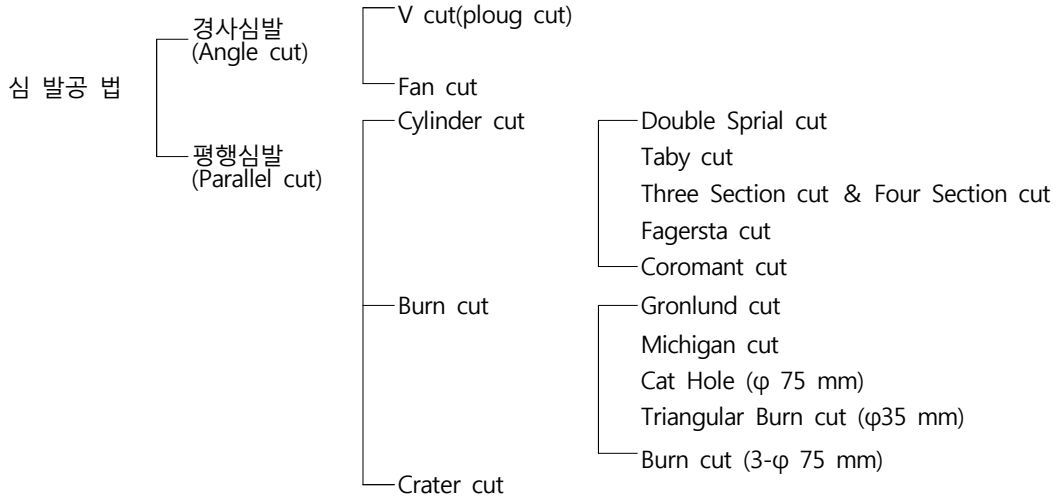 심 발공 법
경사심발
(Angle cut)
V cut(ploug cut)
Fan cut
평행심발
(Parallel cut)
Cylinder cut
Double Sprial cut
Taby cut
Three Section cut & Four Section cut
Fagersta cut
Coromant cut
Burn cut
Gronlund cut
Michigan cut
Cat Hole (φ 75 mm)
Triangular Burn cut (φ35 mm)
Burn cut (3-φ 75 mm)
Crater cut